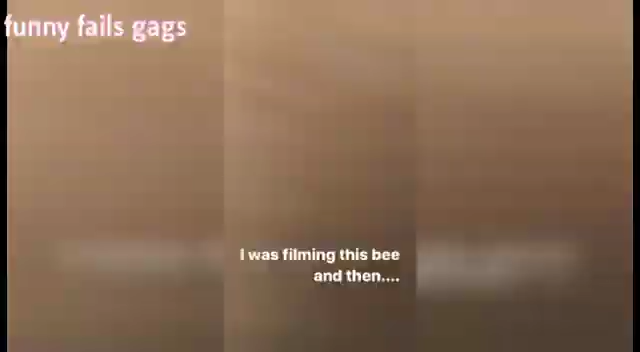 funny fails gags
I was filming this bee
and then....